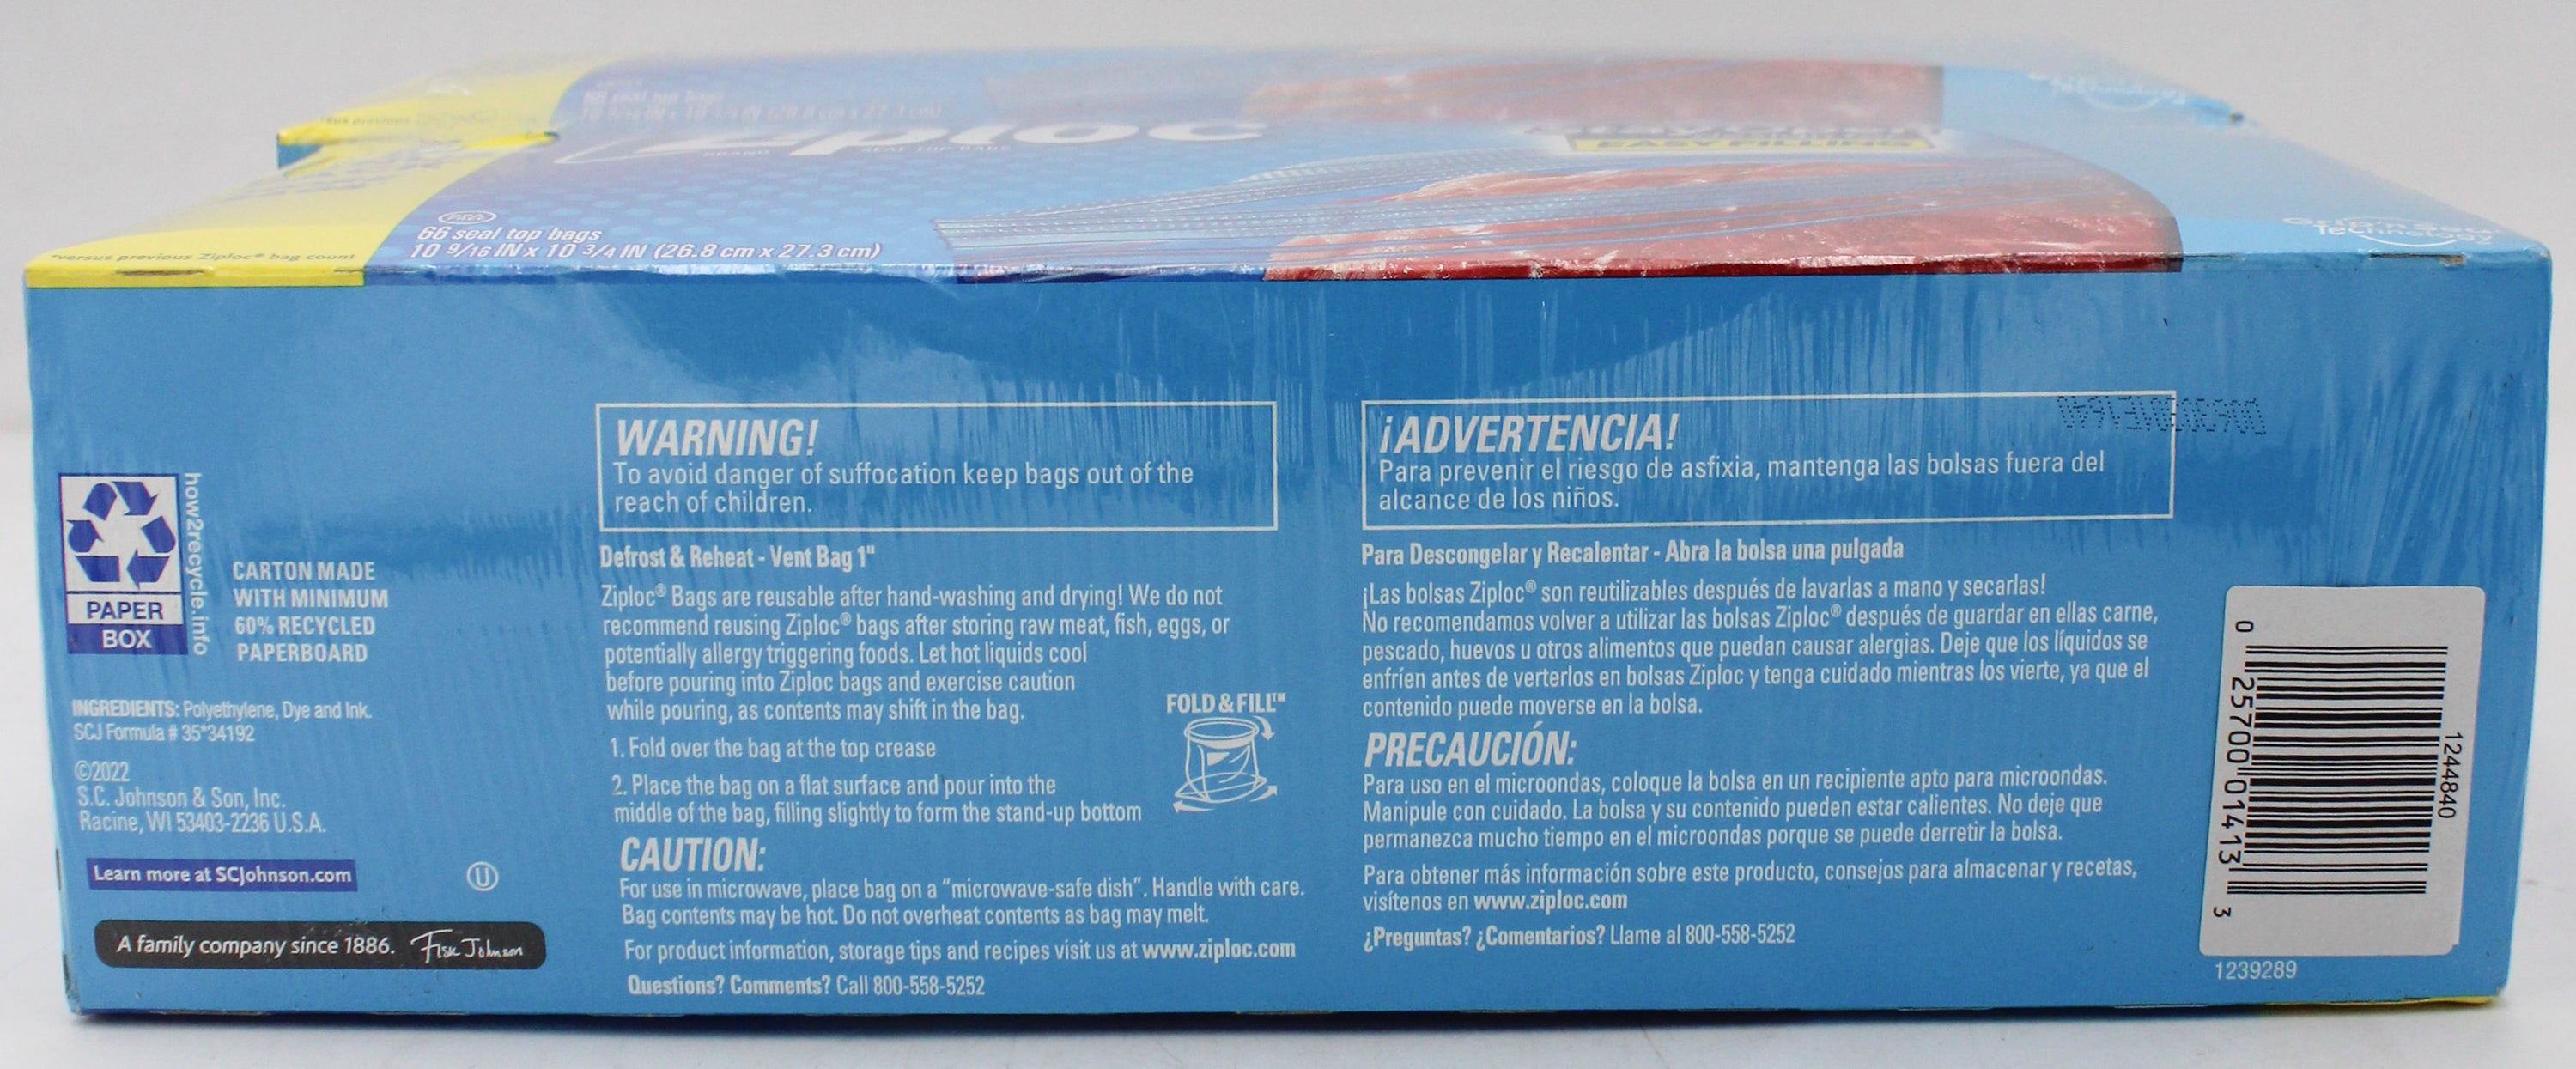 Ziploc
BRAND SEAL TOP BAGS
EASY FILLING
66 seal top bags
10 9/16 IN x 10 3/4 IN (26.8 cm x 27.3 cm)
*versus previous Ziploc® bag count
Technology
how2recycle.info
PAPER
BOX
CARTON MADE
WITH MINIMUM
60% RECYCLED
PAPERBOARD
INGREDIENTS: Polyethylene, Dye and Ink.
SCJ Formula # 35*34192
©2022
S.C. Johnson & Son, Inc.
Racine, WI 53403-2236 U.S.A.
Learn more at SCJohnson.com
U
A family company since 1886. Fisk Johnson
WARNING!
To avoid danger of suffocation keep bags out of the
reach of children.
Defrost & Reheat - Vent Bag 1"
Ziploc® Bags are reusable after hand-washing and drying! We do not
recommend reusing Ziploc® bags after storing raw meat, fish, eggs, or
potentially allergy triggering foods. Let hot liquids cool
before pouring into Ziploc bags and exercise caution
while pouring, as contents may shift in the bag.
1. Fold over the bag at the top crease
2. Place the bag on a flat surface and pour into the
middle of the bag, filling slightly to form the stand-up bottom
FOLD & FILL™
CAUTION:
For use in microwave, place bag on a “microwave-safe dish”. Handle with care.
Bag contents may be hot. Do not overheat contents as bag may melt.
For product information, storage tips and recipes visit us at www.ziploc.com
Questions? Comments? Call 800-558-5252
¡ADVERTENCIA!
Para prevenir el riesgo de asfixia, mantenga las bolsas fuera del
alcance de los niños.
Para Descongelar y Recalentar - Abra la bolsa una pulgada
¡Las bolsas Ziploc® son reutilizables después de lavarlas a mano y secarlas!
No recomendamos volver a utilizar las bolsas Ziploc® después de guardar en ellas carne,
pescado, huevos u otros alimentos que puedan causar alergias. Deje que los líquidos se
enfríen antes de verterlos en bolsas Ziploc y tenga cuidado mientras los vierte, ya que el
contenido puede moverse en la bolsa.
PRECAUCIÓN:
Para uso en el microondas, coloque la bolsa en un recipiente apto para microondas.
Manipule con cuidado. La bolsa y su contenido pueden estar calientes. No deje que
permanezca mucho tiempo en el microondas porque se puede derretir la bolsa.
Para obtener más información sobre este producto, consejos para almacenar y recetas,
visítenos en www.ziploc.com
¿Preguntas? ¿Comentarios? Llame al 800-558-5252
0 25700 01413 3
1244840
1239289